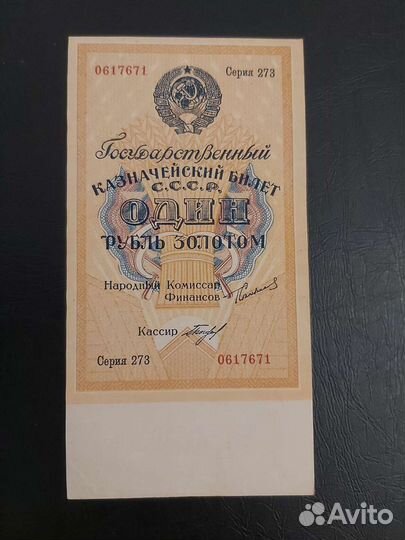 0617671 Серия 273
Государственный
КАЗНАЧЕЙСКИЙ БИЛЕТ
С.С.С.Р.
ОДИН
РУБЛЬ ЗОЛОТОМ
Народный Комиссар
Финансов
Кассир
Серия 273 0617671
Avito